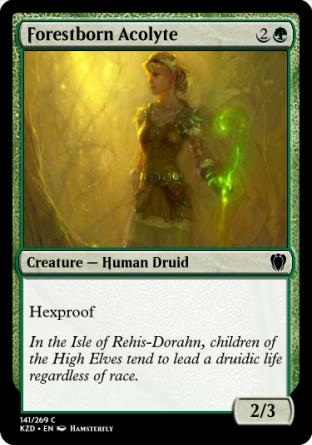 Forestborn Acolyte 2
Creature — Human Druid
Hexproof
In the Isle of Rehis-Dorahn, children of
the High Elves tend to lead a druidic life
regardless of race.
2/3
141/269 C
KZD • EN Hamsterfly